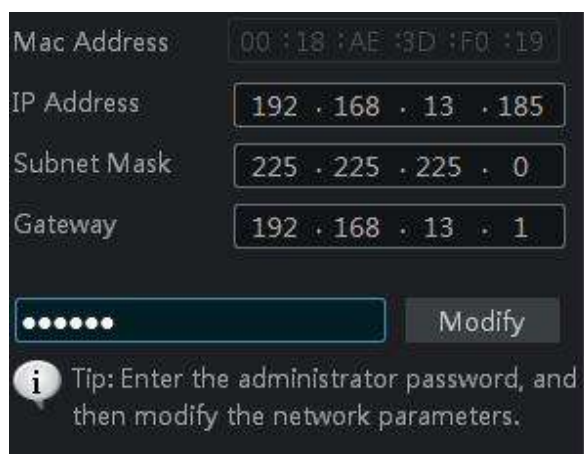 Mac Address 00 : 18 : AE : 3D : F0 : 19
IP Address 192 . 168 . 13 . 185
Subnet Mask 225 . 225 . 225 . 0
Gateway 192 . 168 . 13 . 1
•••••• Modify
i Tip: Enter the administrator password, and
then modify the network parameters.